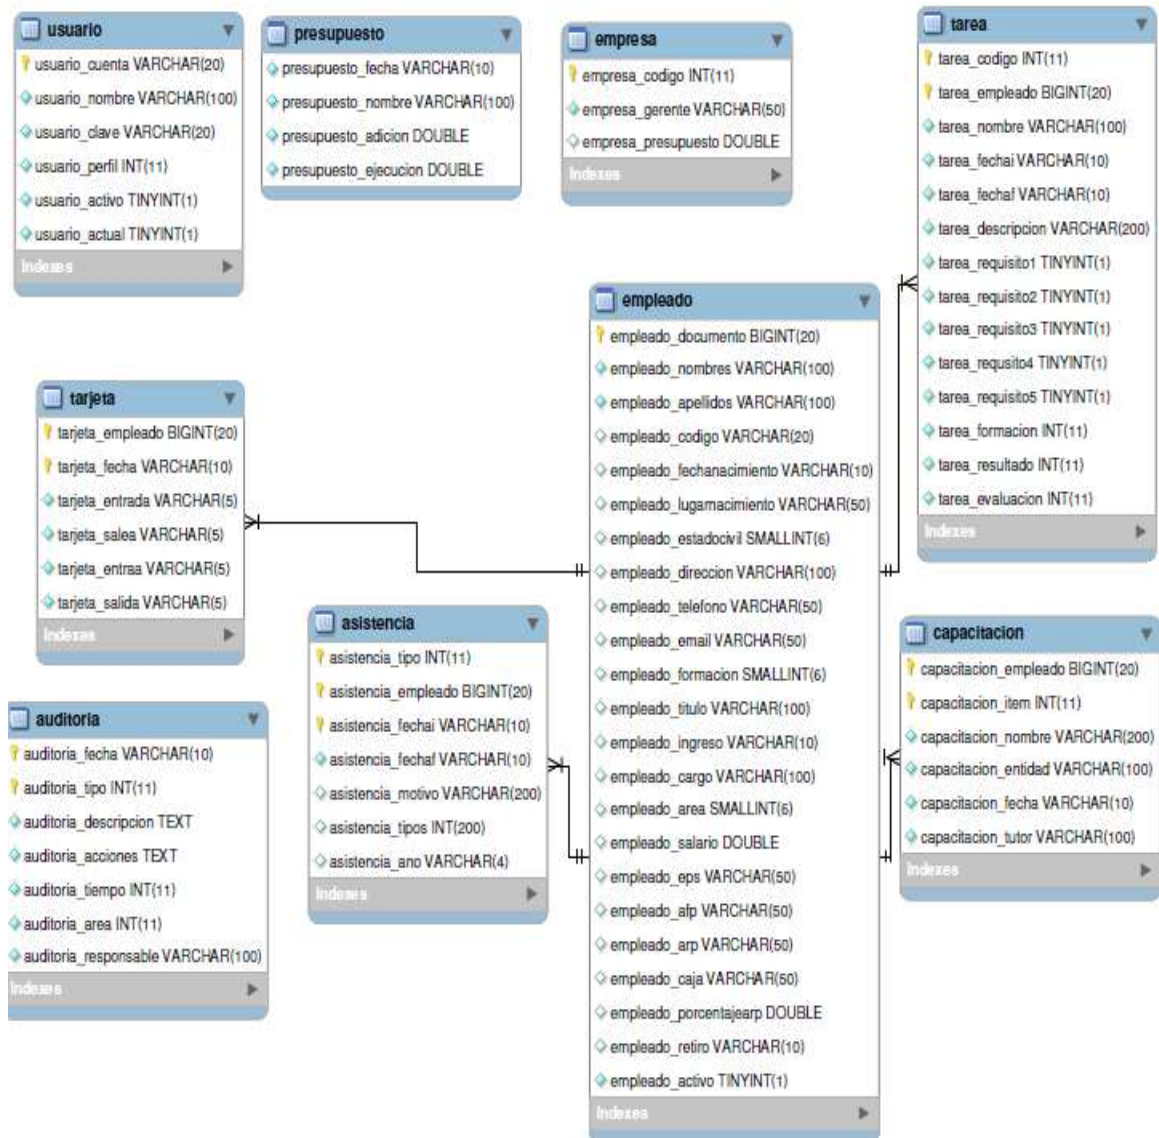 usuario
usuario_cuenta VARCHAR(20)
usuario_nombre VARCHAR(100)
usuario_clave VARCHAR(20)
usuario_perfil INT(11)
usuario_activo TINYINT(1)
usuario_actual TINYINT(1)
Indexes
presupuesto
presupuesto_fecha VARCHAR(10)
presupuesto_nombre VARCHAR(100)
presupuesto_adicion DOUBLE
presupuesto_ejecucion DOUBLE
empresa
empresa_codigo INT(11)
empresa_gerente VARCHAR(50)
empresa_presupuesto DOUBLE
Indexes
tarea
tarea_codigo INT(11)
tarea_empleado BIGINT(20)
tarea_nombre VARCHAR(100)
tarea_fechai VARCHAR(10)
tarea_fechaf VARCHAR(10)
tarea_descripcion VARCHAR(200)
tarea_requisito1 TINYINT(1)
tarea_requisito2 TINYINT(1)
tarea_requisito3 TINYINT(1)
tarea_requsito4 TINYINT(1)
tarea_requisito5 TINYINT(1)
tarea_formacion INT(11)
tarea_resultado INT(11)
tarea_evaluacion INT(11)
Indexes
tarjeta
tarjeta_empleado BIGINT(20)
tarjeta_fecha VARCHAR(10)
tarjeta_entrada VARCHAR(5)
tarjeta_salea VARCHAR(5)
tarjeta_entraa VARCHAR(5)
tarjeta_salida VARCHAR(5)
Indexes
empleado
empleado_documento BIGINT(20)
empleado_nombres VARCHAR(100)
empleado_apellidos VARCHAR(100)
empleado_codigo VARCHAR(20)
empleado_fechanacimiento VARCHAR(10)
empleado_lugarnacimiento VARCHAR(50)
empleado_estadocivil SMALLINT(6)
empleado_direccion VARCHAR(100)
empleado_telefono VARCHAR(50)
empleado_email VARCHAR(50)
empleado_formacion SMALLINT(6)
empleado_titulo VARCHAR(100)
empleado_ingreso VARCHAR(10)
empleado_cargo VARCHAR(100)
empleado_area SMALLINT(6)
empleado_salario DOUBLE
empleado_eps VARCHAR(50)
empleado_afp VARCHAR(50)
empleado_arp VARCHAR(50)
empleado_caja VARCHAR(50)
empleado_porcentajearp DOUBLE
empleado_retiro VARCHAR(10)
empleado_activo TINYINT(1)
Indexes
asistencia
asistencia_tipo INT(11)
asistencia_empleado BIGINT(20)
asistencia_fechai VARCHAR(10)
asistencia_fechaf VARCHAR(10)
asistencia_motivo VARCHAR(200)
asistencia_tipos INT(200)
asistencia_ano VARCHAR(4)
Indexes
capacitacion
capacitacion_empleado BIGINT(20)
capacitacion_item INT(11)
capacitacion_nombre VARCHAR(200)
capacitacion_entidad VARCHAR(100)
capacitacion_fecha VARCHAR(10)
capacitacion_tutor VARCHAR(100)
Indexes
auditoria
auditoria_fecha VARCHAR(10)
auditoria_tipo INT(11)
auditoria_descripcion TEXT
auditoria_acciones TEXT
auditoria_tiempo INT(11)
auditoria_area INT(11)
auditoria_responsable VARCHAR(100)
Indexes